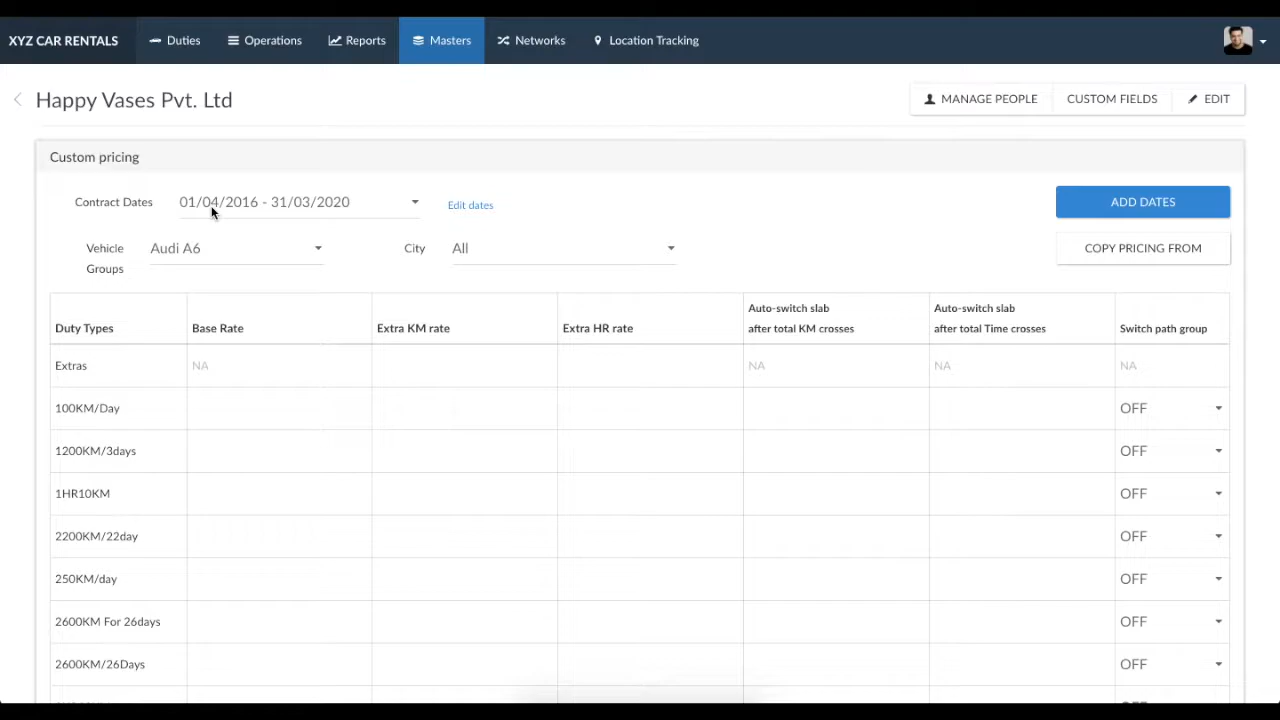 XYZ CAR RENTALS Duties Operations Reports Masters Networks Location Tracking
Happy Vases Pvt. Ltd MANAGE PEOPLE CUSTOM FIELDS EDIT
Custom pricing
Contract Dates 01/04/2016 - 31/03/2020 Edit dates ADD DATES
Vehicle Groups Audi A6 City All COPY PRICING FROM
Duty Types Base Rate Extra KM rate Extra HR rate Auto-switch slab after total KM crosses Auto-switch slab after total Time crosses Switch path group
Extras NA NA NA NA
100KM/Day OFF
1200KM/3days OFF
1HR10KM OFF
2200KM/22day OFF
250KM/day OFF
2600KM For 26days OFF
2600KM/26Days OFF